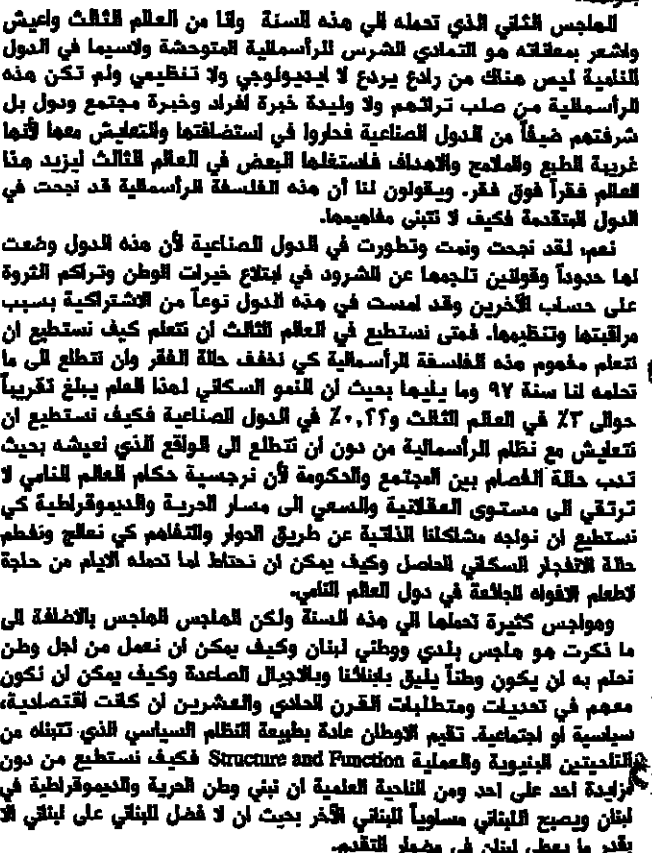 الهاجس الثاني الذي تحمله الي هذه السنة وانا من العالم الثالث واعيش
واشعر بمعاناته هو التمادي الشرس للرأسمالية المتوحشة ولاسيما في الدول
النامية ليس هناك من رادع يردع لا ايديولوجي ولا تنظيمي ولم تكن هذه
الرأسمالية من صلب تراثهم ولا وليدة خبرة افراد وخبرة مجتمع ودول بل
شرفتهم ضيفاً من الدول الصناعية فحاروا في استضافتها والتعايش معها لأنها
غريبة الطبع والملامح والاهداف فاستغلها البعض في العالم الثالث ليزيد هذا
العالم فقراً فوق فقر. ويقولون لنا أن هذه الفلسفة الرأسمالية قد نجحت في
الدول المتقدمة فكيف لا نتبنى مفاهيمها.
نعم، لقد نجحت ونمت وتطورت في الدول الصناعية لأن هذه الدول وضعت
لها حدوداً وقوانين تلجمها عن الشرود في ابتلاع خيرات الوطن وتراكم الثروة
على حساب الآخرين وقد امست في هذه الدول نوعاً من الاشتراكية بسبب
مراقبتها وتنظيمها. فمتى نستطيع في العالم الثالث ان نتعلم كيف نستطيع ان
نتعلم مفهوم هذه الفلسفة الرأسمالية كي نخفف حالة الفقر وان نتطلع الى ما
تحمله لنا سنة ٩٧ وما يليها بحيث ان النمو السكاني لهذا العام يبلغ تقريباً
حوالى ٣٪ في العالم الثالث و٠,٢٢٪ في الدول الصناعية فكيف نستطيع ان
نتعايش مع نظام الرأسمالية من دون ان نتطلع الى الواقع الذي نعيشه بحيث
تدب حالة الفصام بين المجتمع والحكومة لأن نرجسية حكام العالم النامي لا
ترتقي الى مستوى العقلانية والسعي الى مسار الحرية والديموقراطية كي
نستطيع ان نواجه مشاكلنا الذاتية عن طريق الحوار والتفاهم كي نعالج ونفطم
حالة الانفجار السكاني الحاصل وكيف يمكن ان نحتاط لما تحمله الايام من حاجة
لاطعام الافواه الجائعة في دول العالم النامي.
وهواجس كثيرة تحملها الي هذه السنة ولكن الهاجس الهاجس بالاضافة الى
ما ذكرت هو هاجس بلدي ووطني لبنان وكيف يمكن ان نعمل من اجل وطن
نحلم به ان يكون وطناً يليق بابنائنا وبالاجيال الصاعدة وكيف يمكن ان نكون
معهم في تحديات ومتطلبات القرن الحادي والعشرين ان كانت اقتصادية،
سياسية او اجتماعية. تقيم الاوطان عادة بطبيعة النظام السياسي الذي تتبناه من
الناحيتين البنيوية والعملية Structure and Function فكيف نستطيع من دون
مزايدة احد على احد ومن الناحية العلمية ان نبني وطن الحرية والديموقراطية في
لبنان ويصبح اللبناني مساوياً للبناني الآخر بحيث ان لا فضل للبناني على لبناني الا
بقدر ما يعطي لبنان في مضمار التقدم.